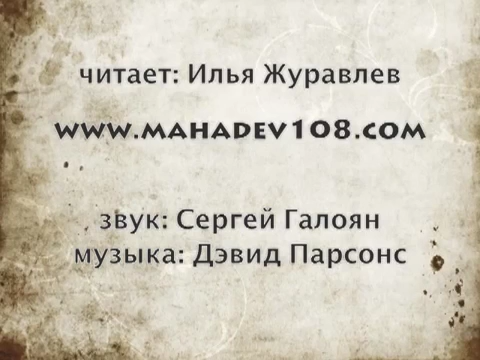 читает: Илья Журавлев
www.mahadev108.com
звук: Сергей Галоян
музыка: Дэвид Парсонс